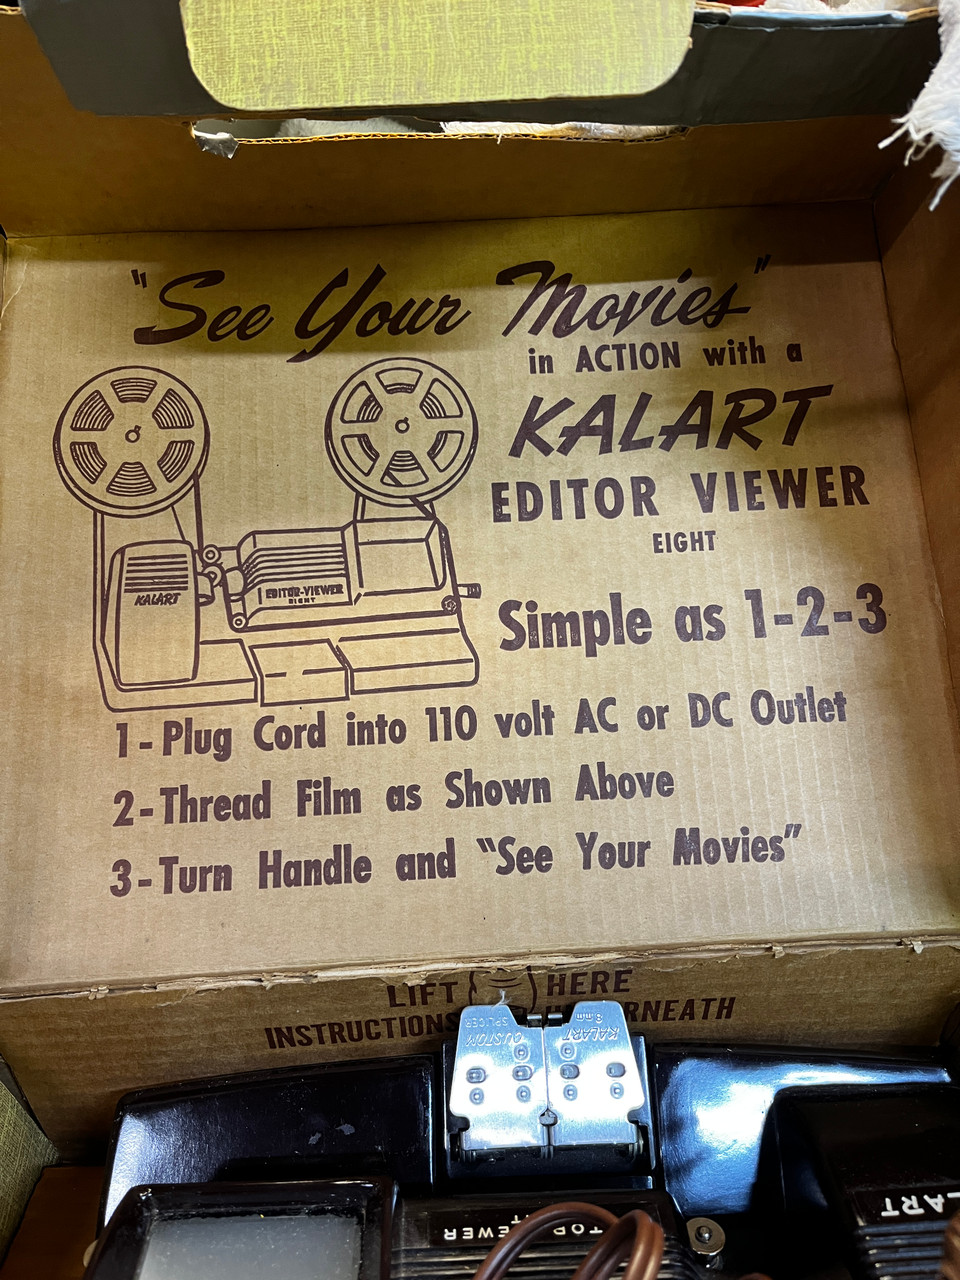 "See Your Movies"
in ACTION with a
KALART
EDITOR VIEWER
EIGHT
KALART
EDITOR-VIEWER
EIGHT
Simple as 1-2-3
1-Plug Cord into 110 volt AC or DC Outlet
2-Thread Film as Shown Above
3-Turn Handle and "See Your Movies"
LIFT HERE
INSTRUCTIONS
KALART
8mm
CUSTOM
SPLICER